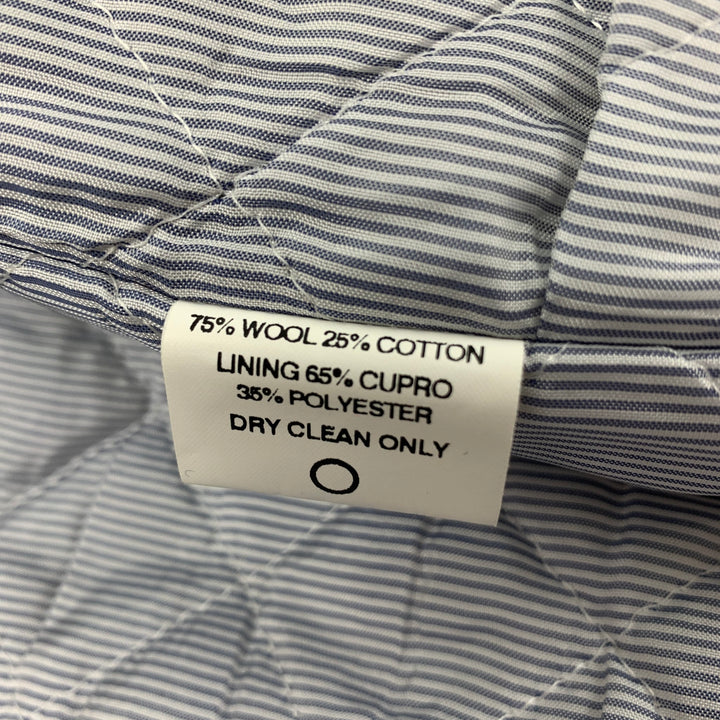 75% WOOL 25% COTTON
LINING 65% CUPRO
35% POLYESTER
DRY CLEAN ONLY